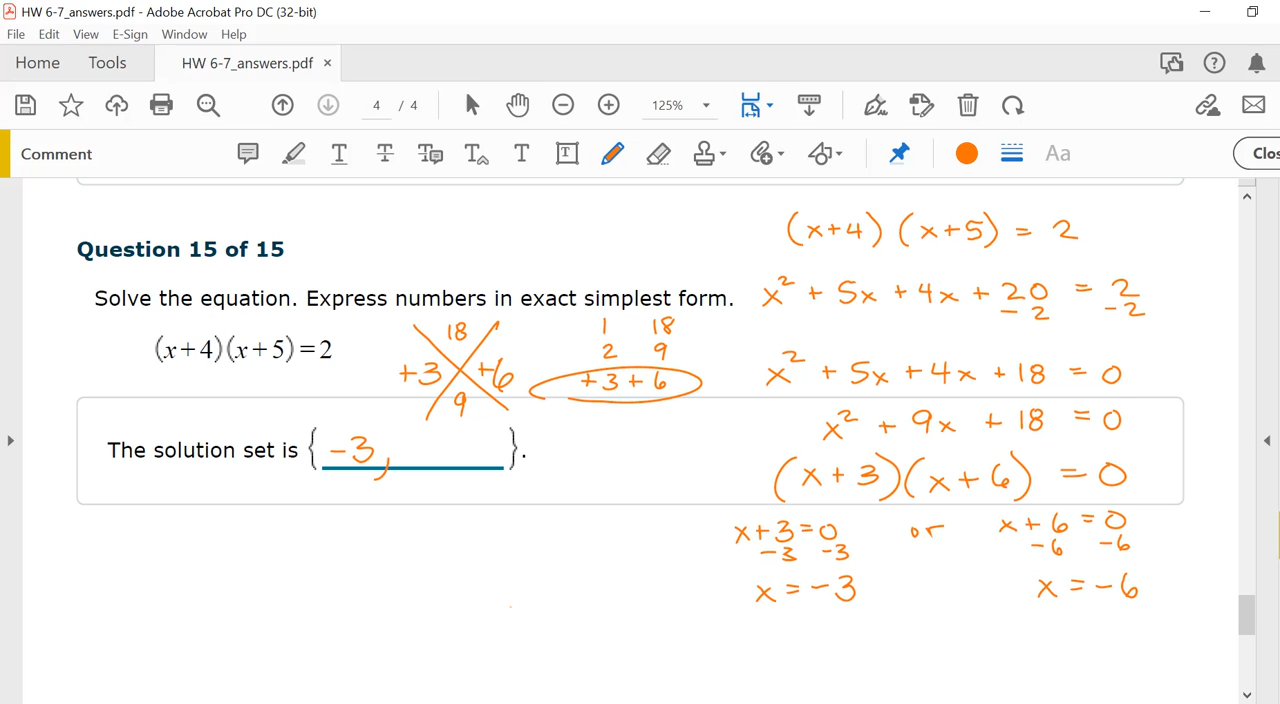 HW 6-7_answers.pdf - Adobe Acrobat Pro DC (32-bit)
File Edit View E-Sign Window Help
Home Tools HW 6-7_answers.pdf ×
4 / 4 125%
Comment T T T T T T Aa Clos
Question 15 of 15
Solve the equation. Express numbers in exact simplest form.
(x+4)(x+5)=2
18
+3 +6
9
1 18
2 9
+3 +6
The solution set is { -3, }.
(x+4) (x+5) = 2
x² + 5x + 4x + 20 = 2
-2 -2
x² + 5x + 4x + 18 = 0
x² + 9x + 18 = 0
(x+3)(x+6) = 0
x+3=0 or x+6=0
-3 -3 -6 -6
x = -3 x = -6